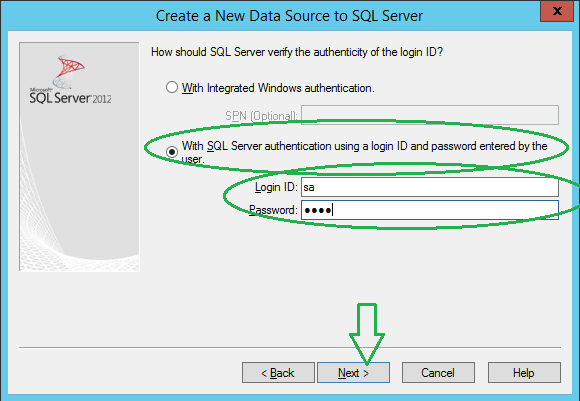 Create a New Data Source to SQL Server
x
How should SQL Server verify the authenticity of the login ID?
Microsoft®
SQL Server 2012
With Integrated Windows authentication.
SPN (Optional):
With SQL Server authentication using a login ID and password entered by the
user.
Login ID: sa
Password: ●●●●
< Back
Next >
Cancel
Help